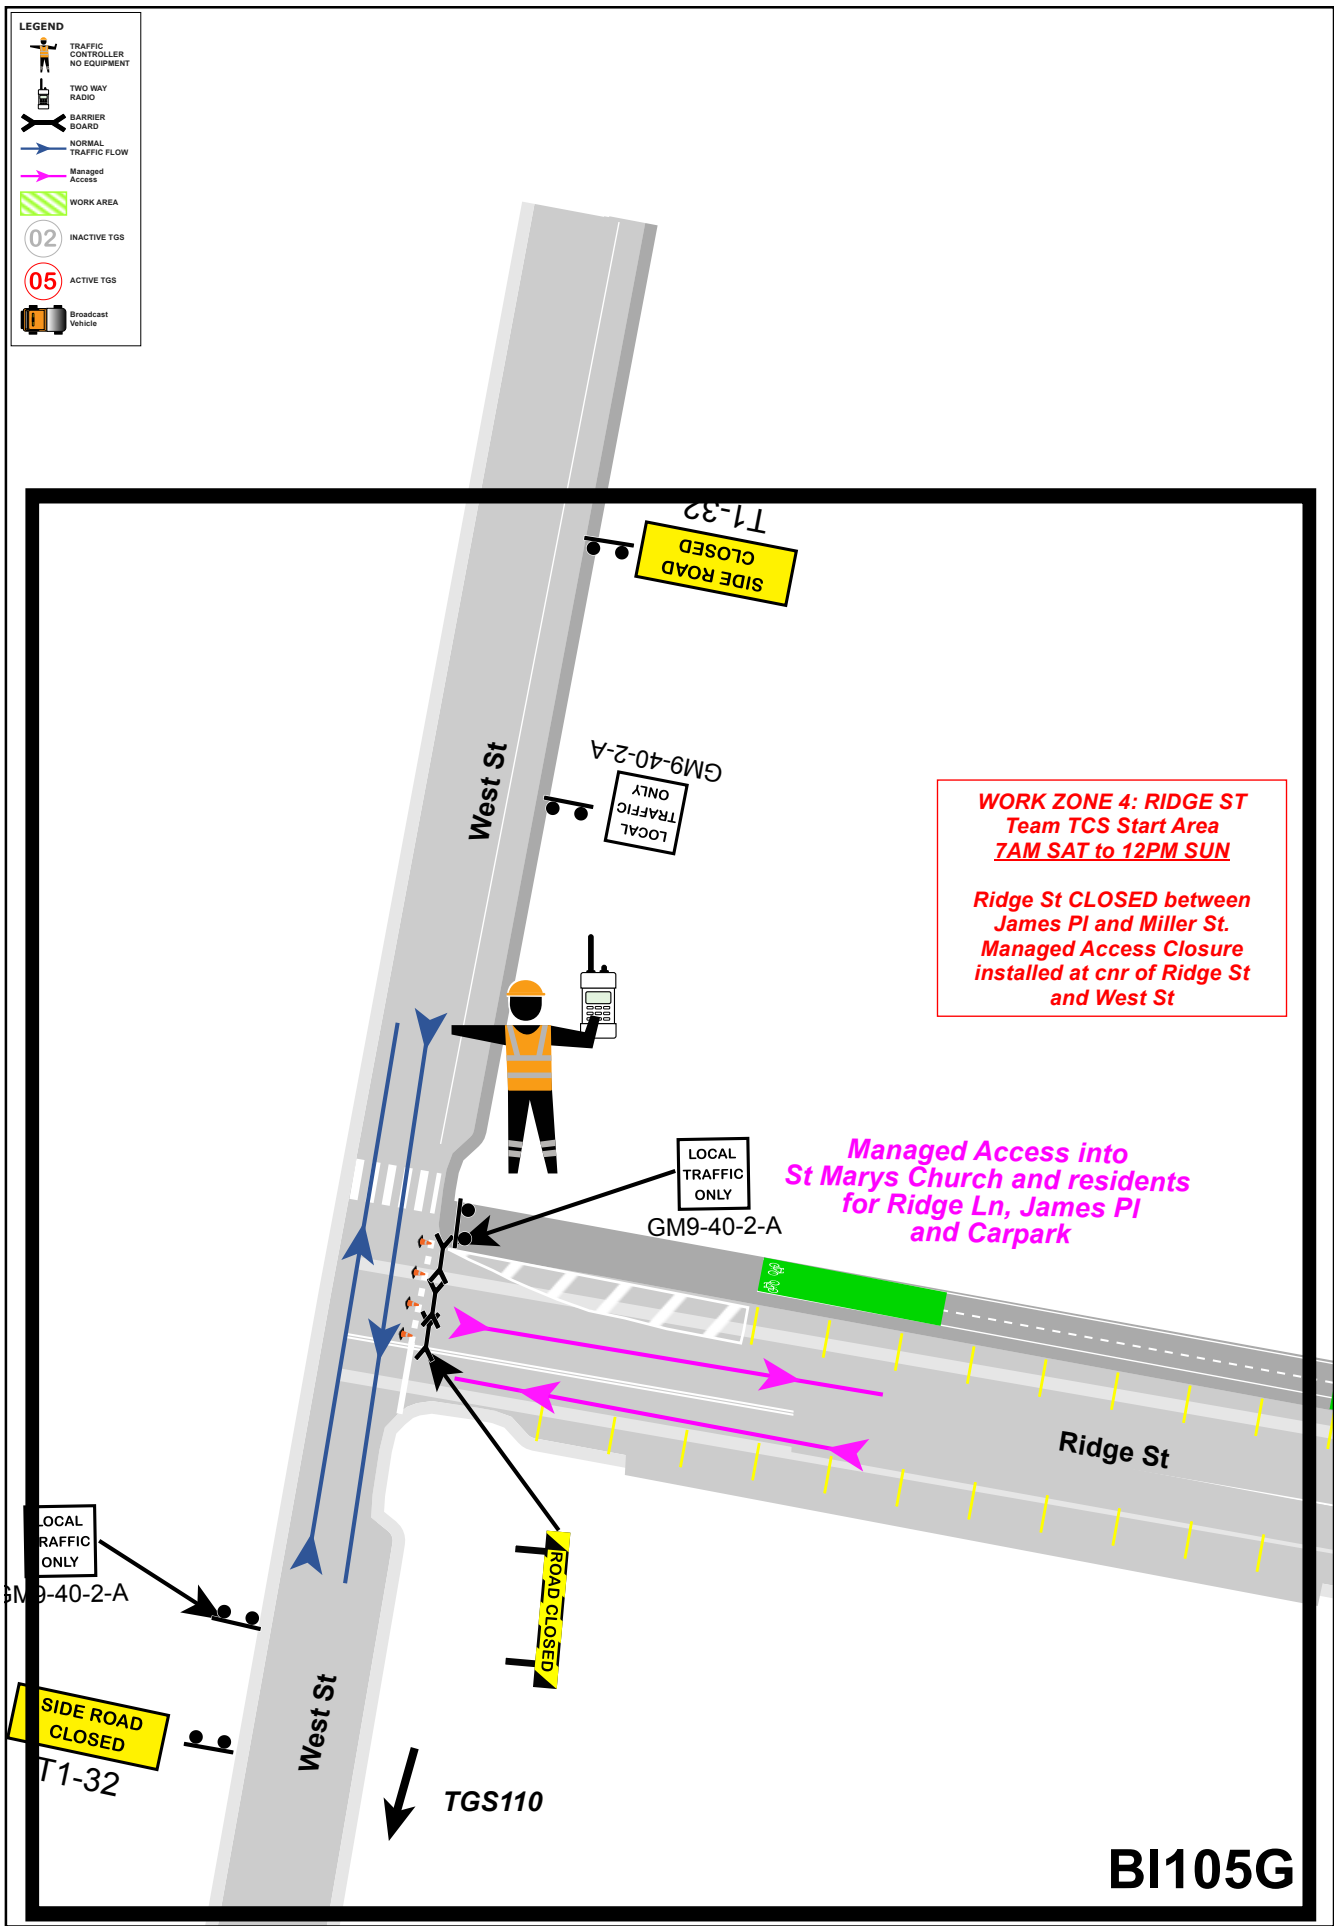 LEGEND
TRAFFIC
CONTROLLER
NO EQUIPMENT
TWO WAY
RADIO
BARRIER
BOARD
NORMAL
TRAFFIC FLOW
Managed
Access
WORK AREA
02
INACTIVE TGS
05
ACTIVE TGS
Broadcast
Vehicle
T1-32
SIDE ROAD
CLOSED
West St
GM9-40-2-A
LOCAL
TRAFFIC
ONLY
WORK ZONE 4: RIDGE ST
Team TCS Start Area
7AM SAT to 12PM SUN
Ridge St CLOSED between
James Pl and Miller St.
Managed Access Closure
installed at cnr of Ridge St
and West St
LOCAL
TRAFFIC
ONLY
GM9-40-2-A
Managed Access into
St Marys Church and residents
for Ridge Ln, James Pl
and Carpark
Ridge St
LOCAL
TRAFFIC
ONLY
GM9-40-2-A
ROAD CLOSED
SIDE ROAD
CLOSED
T1-32
West St
TGS110
BI105G